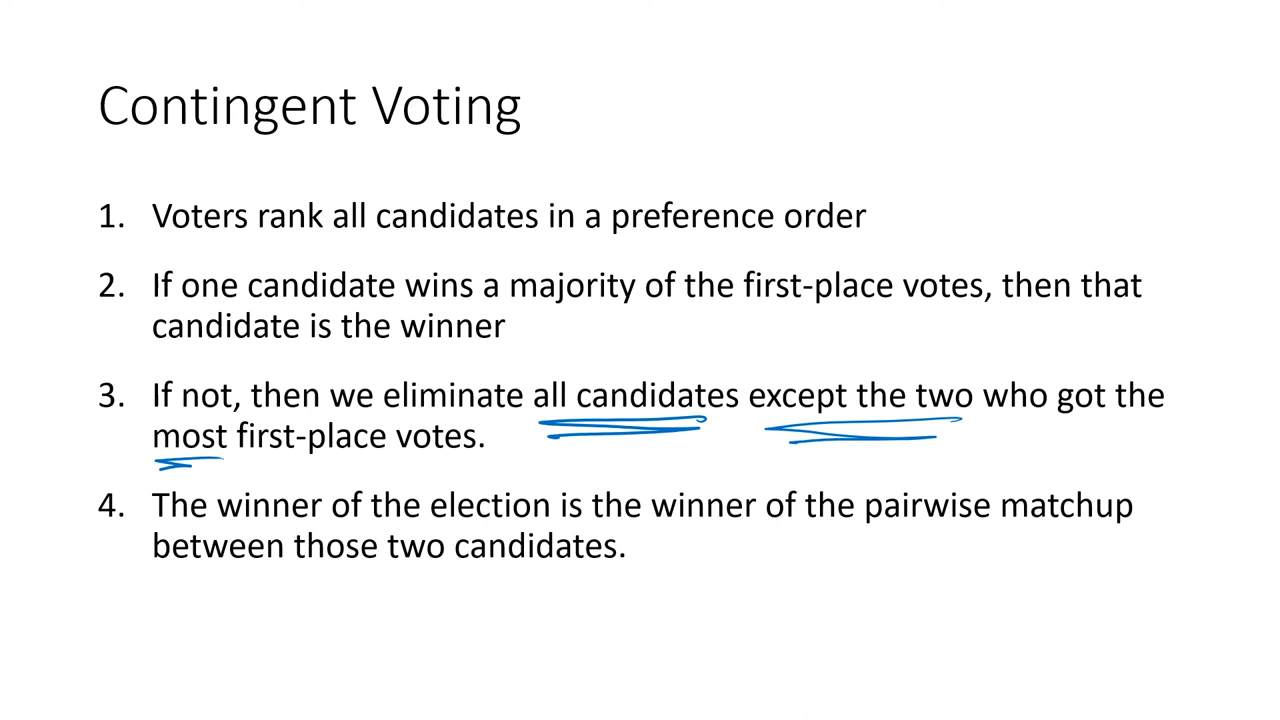 Contingent Voting
1. Voters rank all candidates in a preference order
2. If one candidate wins a majority of the first-place votes, then that
candidate is the winner
3. If not, then we eliminate all candidates except the two who got the
most first-place votes.
4. The winner of the election is the winner of the pairwise matchup
between those two candidates.